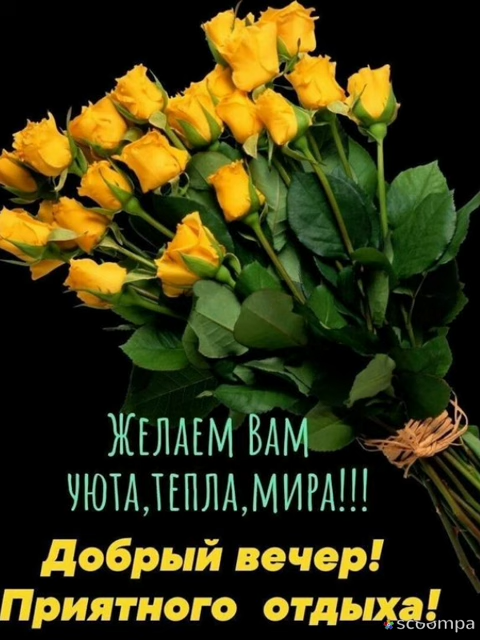 Желаем Вам
уюта,тепла,мира!!!
Добрый вечер!
Приятного отдыха!
scoompa